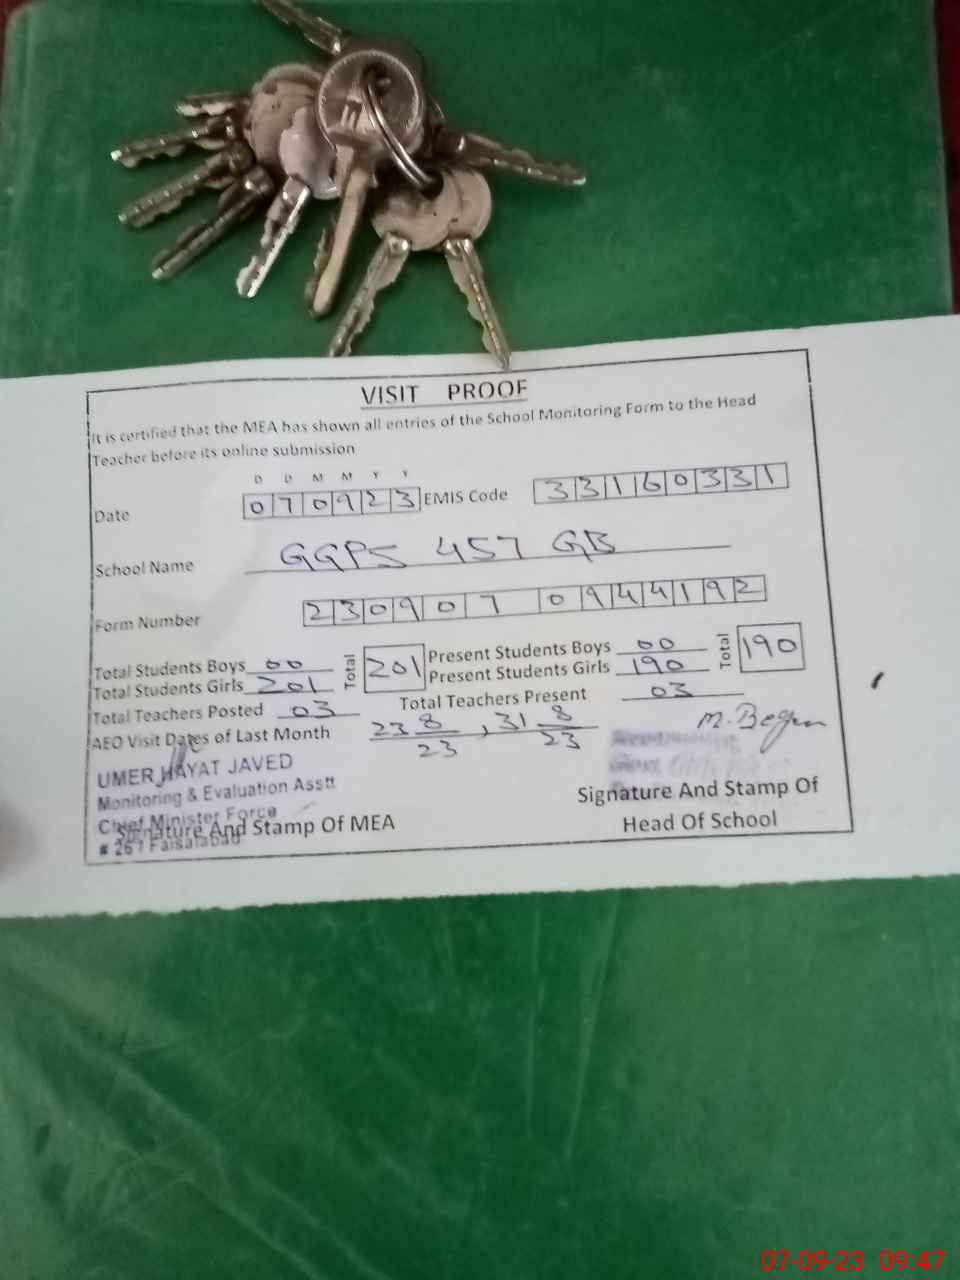 VISIT PROOF
It is certified that the MEA has shown all entries of the School Monitoring Form to the Head
Teacher before its online submission
D D M M Y Y
Date 070923 EMIS Code 33160331
School Name GGPS 457 GB
Form Number 230907 0944192
Total Students Boys 00 Total 201 Present Students Boys 00 Total 190
Total Students Girls 201 Present Students Girls 190
Total Teachers Posted 03 Total Teachers Present 03
AEO Visit Dates of Last Month 23 8/23, 31 8/23
M. Begum
UMER HAYAT JAVED
Monitoring & Evaluation Asstt
Chief Minister Force
# 267 Faisalabad
Signature And Stamp Of MEA
Signature And Stamp Of
Head Of School
07-09-23 09:47